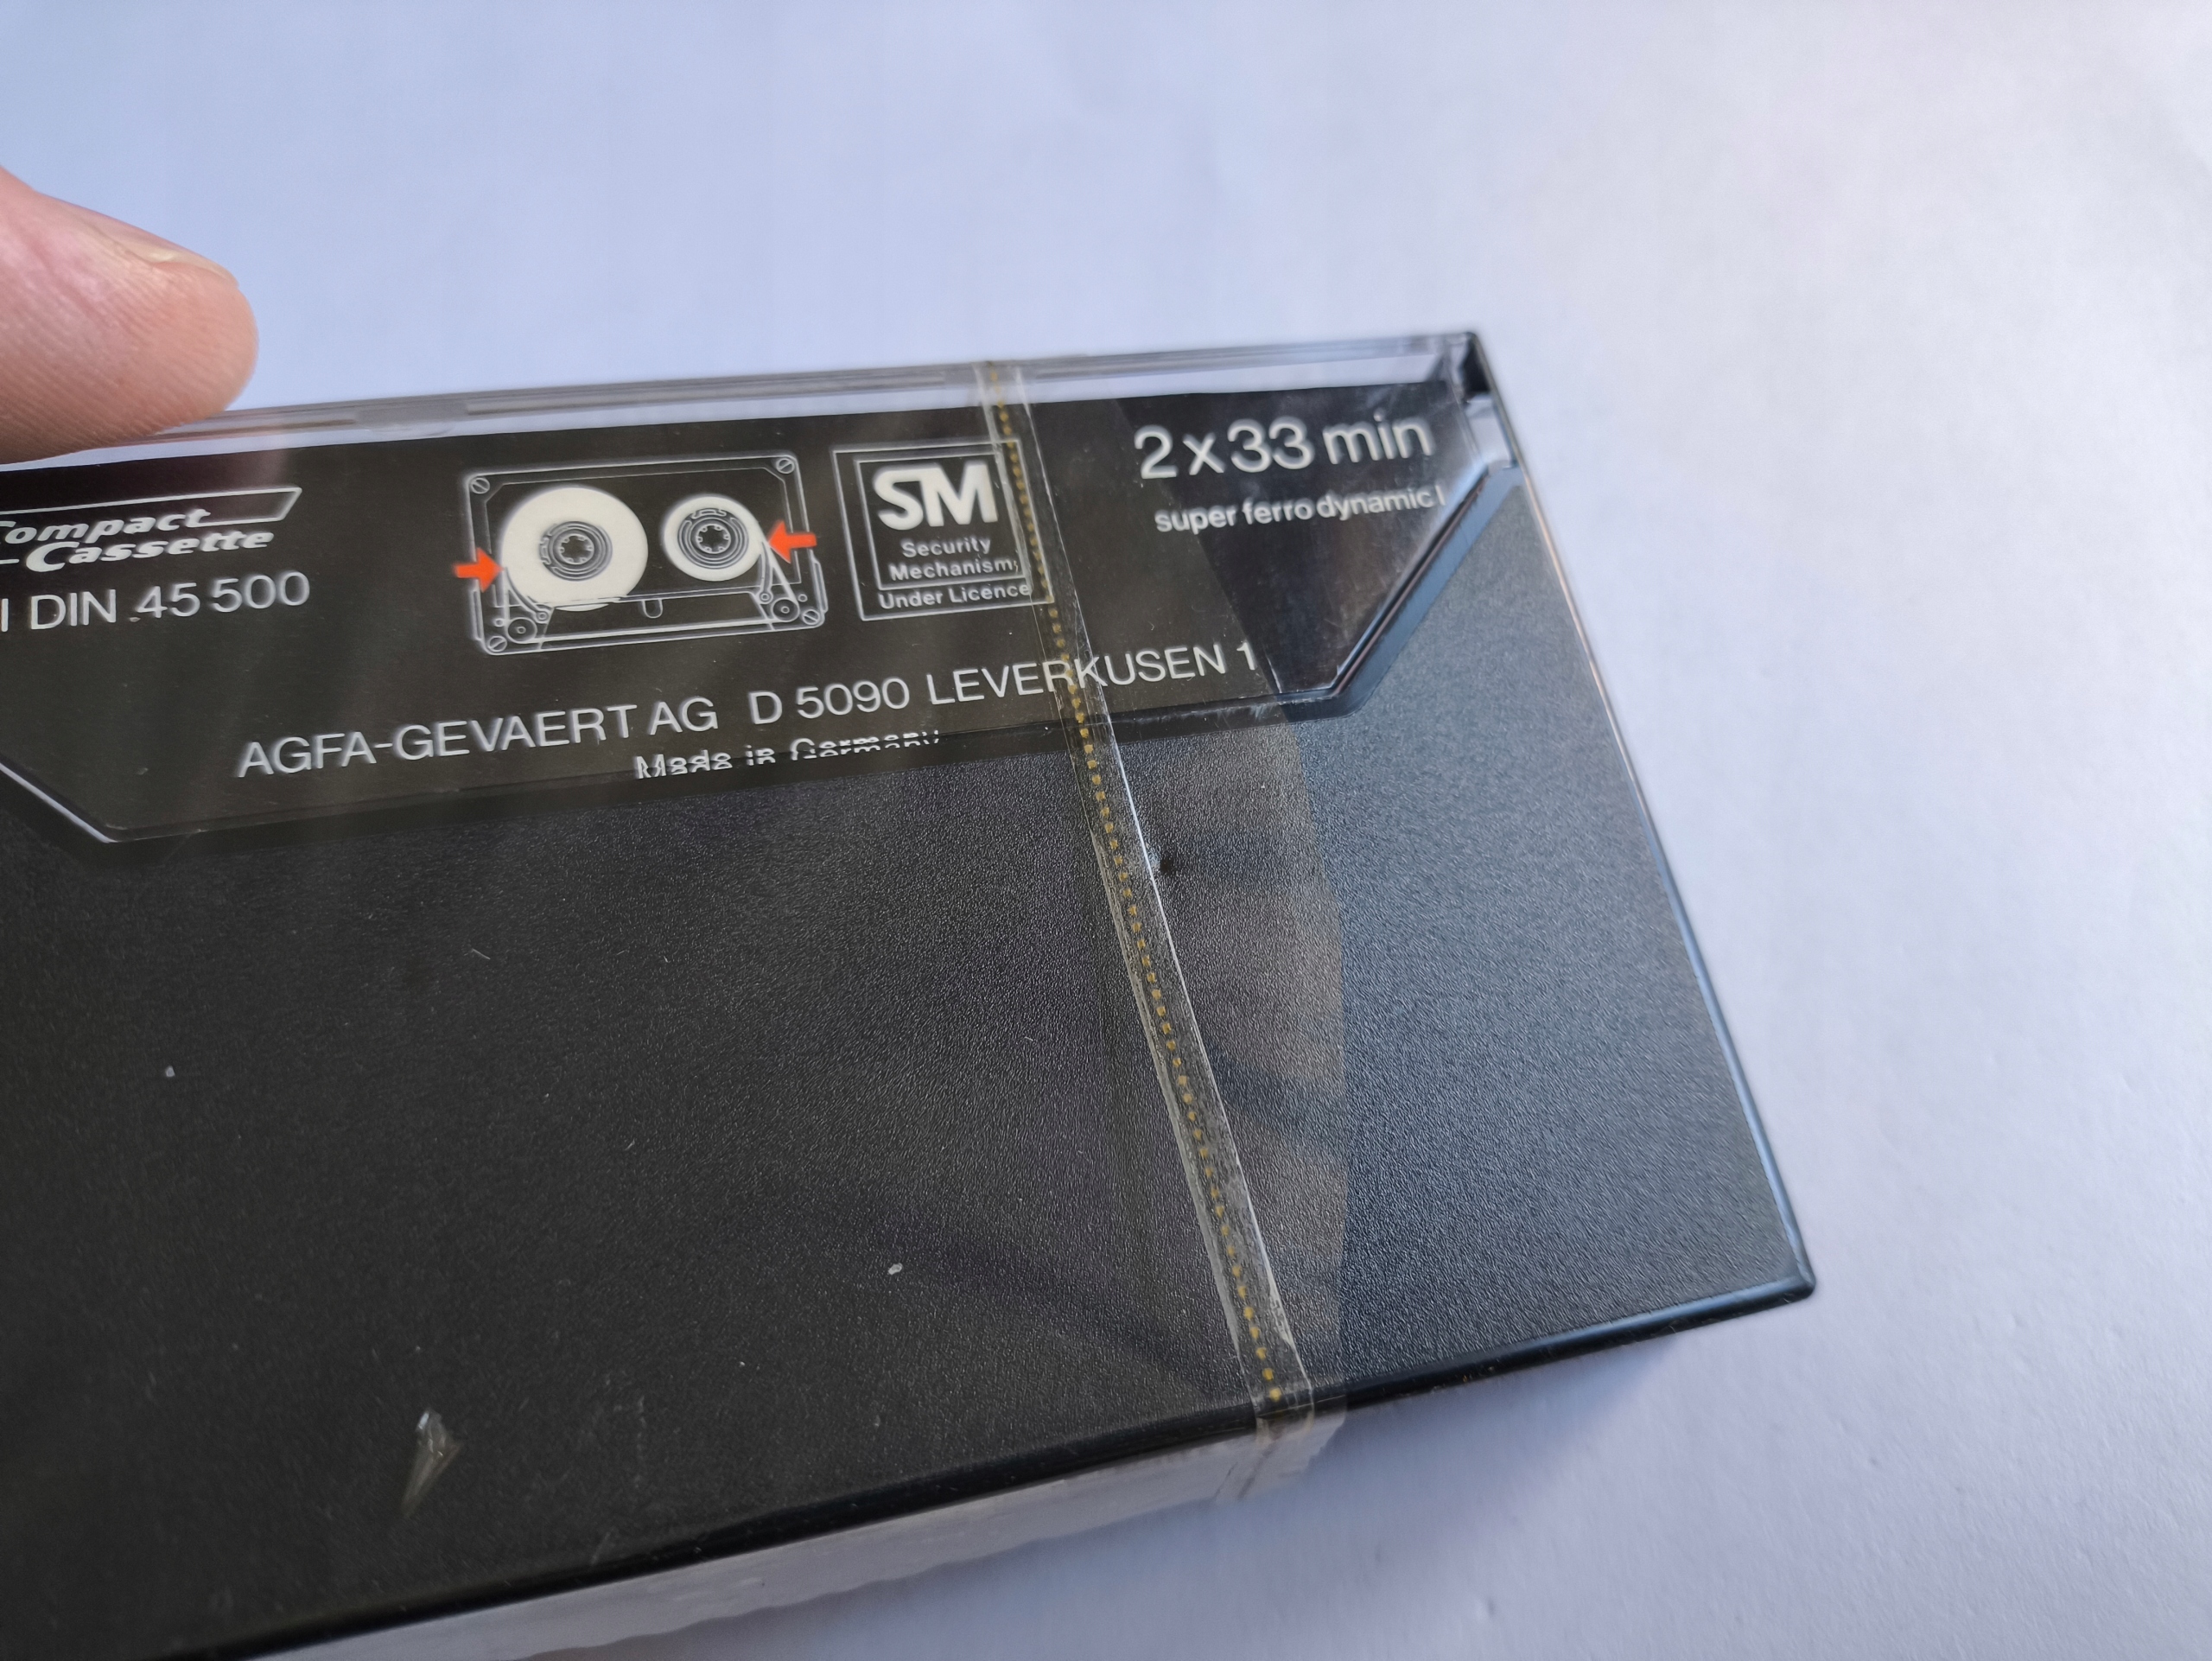 Compact
Cassette
I DIN 45 500
SM
Security
Mechanism
Under Licence
2 x 33 min
super ferro dynamic I
AGFA-GEVAERT AG D 5090 LEVERKUSEN 1
Made in Germany